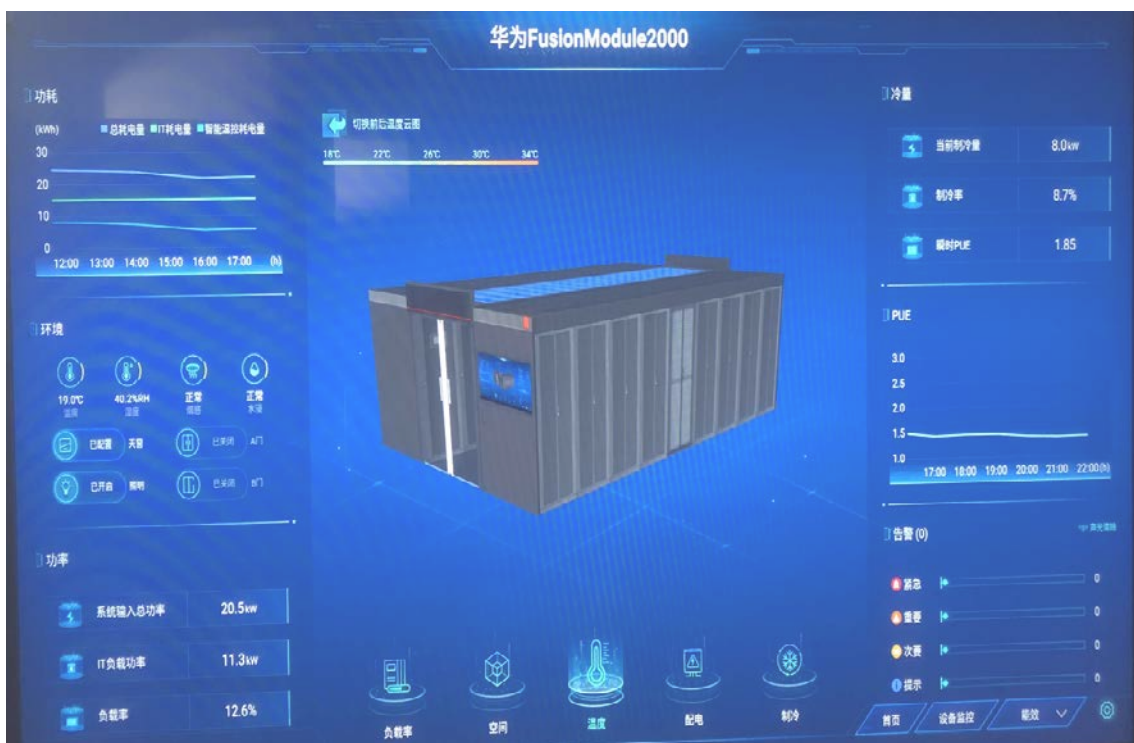 华为FusionModule2000
功耗
(kWh) 总耗电量 IT耗电量 智能温控耗电量
30
20
10
0
12:00 13:00 14:00 15:00 16:00 17:00 (h)
环境
19.0℃ 40.2%RH 正常 正常
温度 湿度 烟感 水浸
已配置 天窗 已关闭 A门
已开启 照明 已关闭 B门
功率
系统输入总功率 20.5kw
IT负载功率 11.3kw
负载率 12.6%
切换前后温度云图
18℃ 22℃ 26℃ 30℃ 34℃
负载率 空间 温度 配电 制冷
冷量
当前制冷量 8.0kw
制冷率 8.7%
瞬时PUE 1.85
PUE
3.0
2.5
2.0
1.5
1.0
17:00 18:00 19:00 20:00 21:00 22:00(h)
告警(0)
紧急 0
重要 0
次要 0
提示 0
首页 设备监控 能效